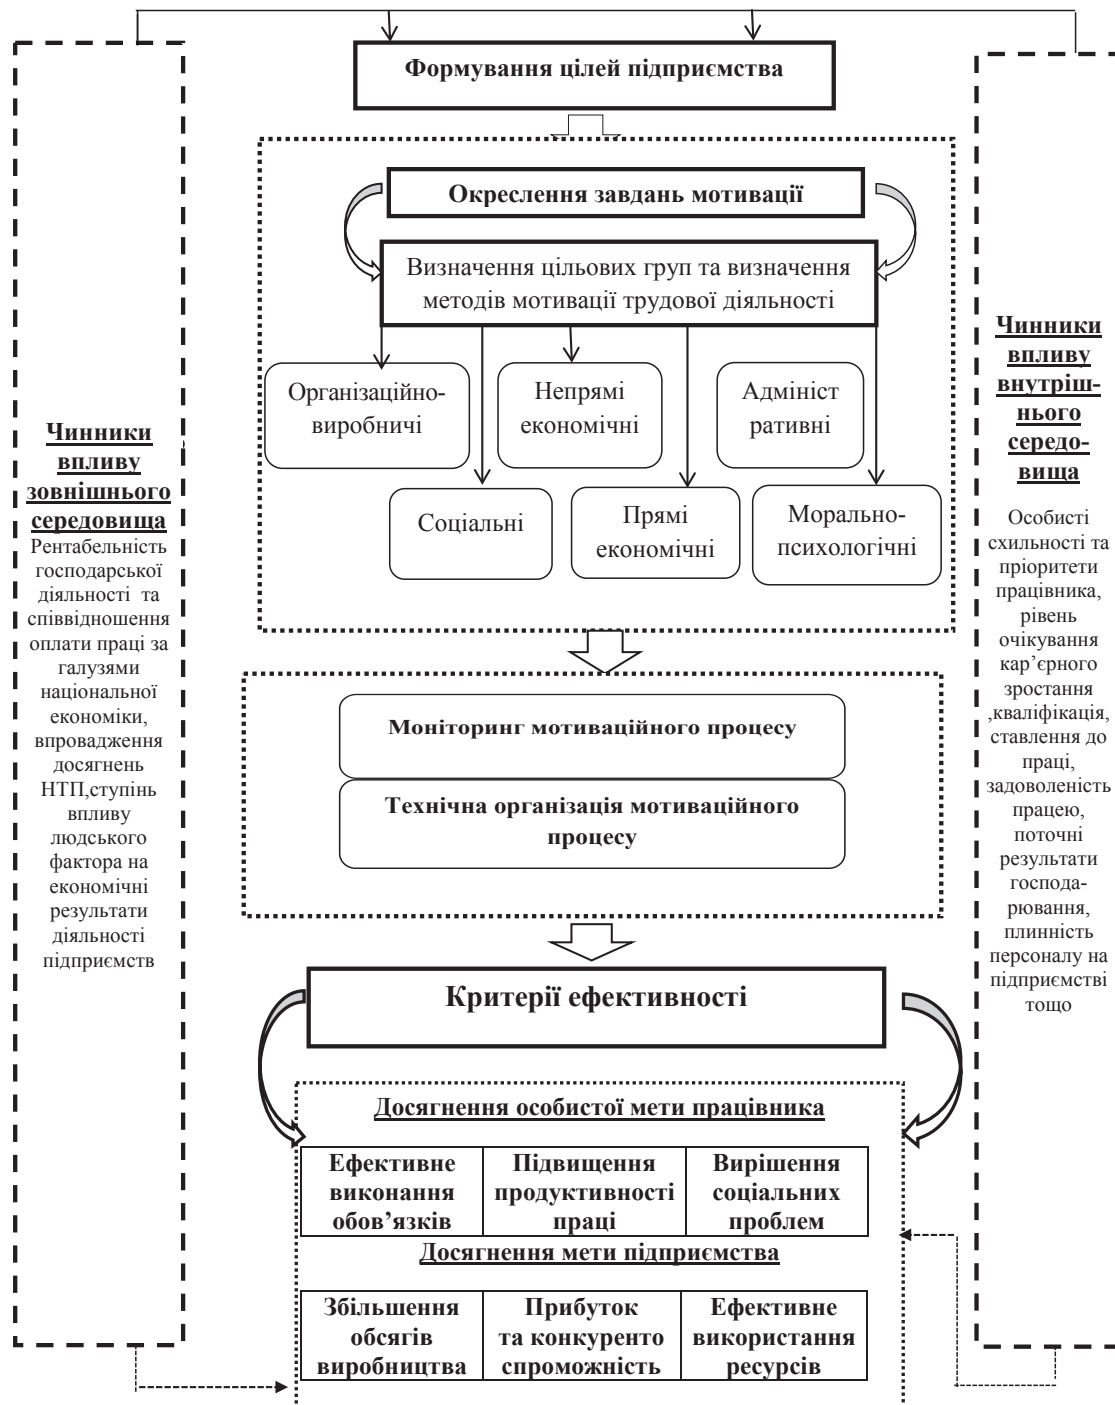 Формування цілей підприємства
Окреслення завдань мотивації
Визначення цільових груп та визначення
методів мотивації трудової діяльності
Організаційно-
виробничі
Непрямі
економічні
Адмініст
ративні
Соціальні
Прямі
економічні
Морально-
психологічні
Чинники
впливу
зовнішнього
середовища
Рентабельність
господарської
діяльності та
співвідношення
оплати праці за
галузями
національної
економіки,
впровадження
досягнень
НТП,ступінь
впливу
людського
фактора на
економічні
результати
діяльності
підприємств
Чинники
впливу
внутріш-
нього
середо-
вища
Особисті
схильності та
пріоритети
працівника,
рівень
очікування
кар’єрного
зростання
,кваліфікація,
ставлення до
праці,
задоволеність
працею,
поточні
результати
господа-
рювання,
плинність
персоналу на
підприємстві
тощо
Моніторинг мотиваційного процесу
Технічна організація мотиваційного
процесу
Критерії ефективності
Досягнення особистої мети працівника
Ефективне
виконання
обов’язків
Підвищення
продуктивності
праці
Вирішення
соціальних
проблем
Досягнення мети підприємства
Збільшення
обсягів
виробництва
Прибуток
та конкуренто
спроможність
Ефективне
використання
ресурсів